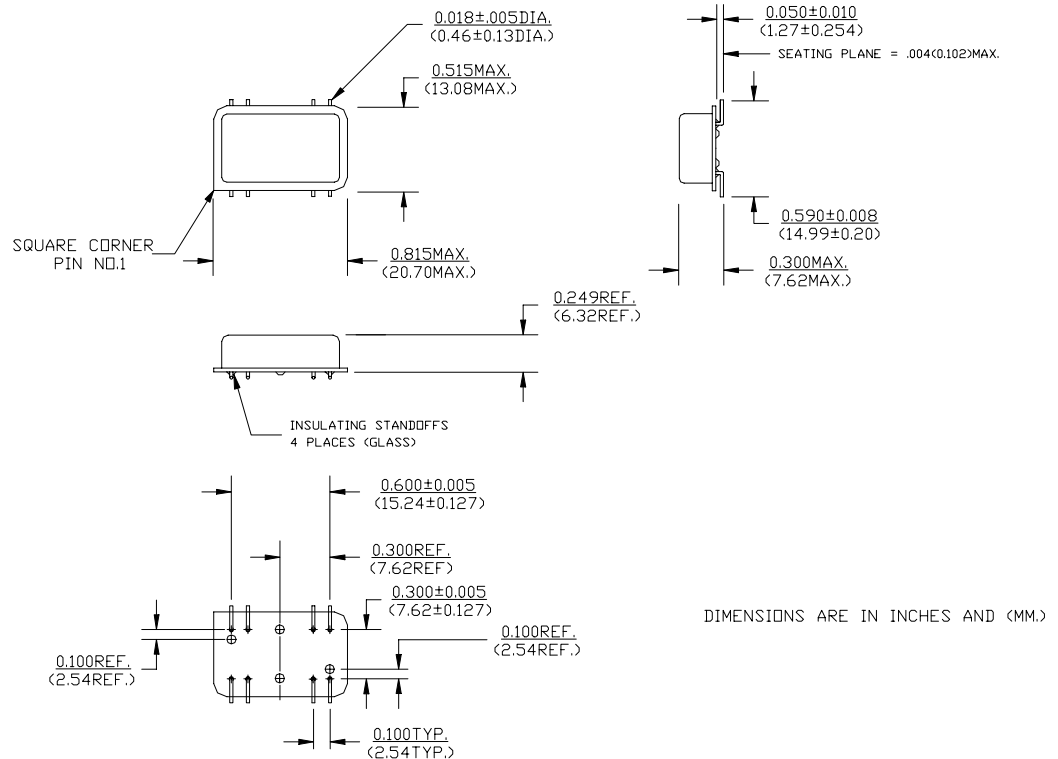 0.018±.005DIA.
(0.46±0.13DIA.)
0.515MAX.
(13.08MAX.)
SQUARE CORNER
PIN NO.1
0.815MAX.
(20.70MAX.)
0.050±0.010
(1.27±0.254)
SEATING PLANE = .004(0.102)MAX.
0.590±0.008
(14.99±0.20)
0.300MAX.
(7.62MAX.)
0.249REF.
(6.32REF.)
INSULATING STANDOFFS
4 PLACES (GLASS)
0.600±0.005
(15.24±0.127)
0.300REF.
(7.62REF)
0.300±0.005
(7.62±0.127)
0.100REF.
(2.54REF.)
0.100REF.
(2.54REF.)
0.100TYP.
(2.54TYP.)
DIMENSIONS ARE IN INCHES AND (MM.)